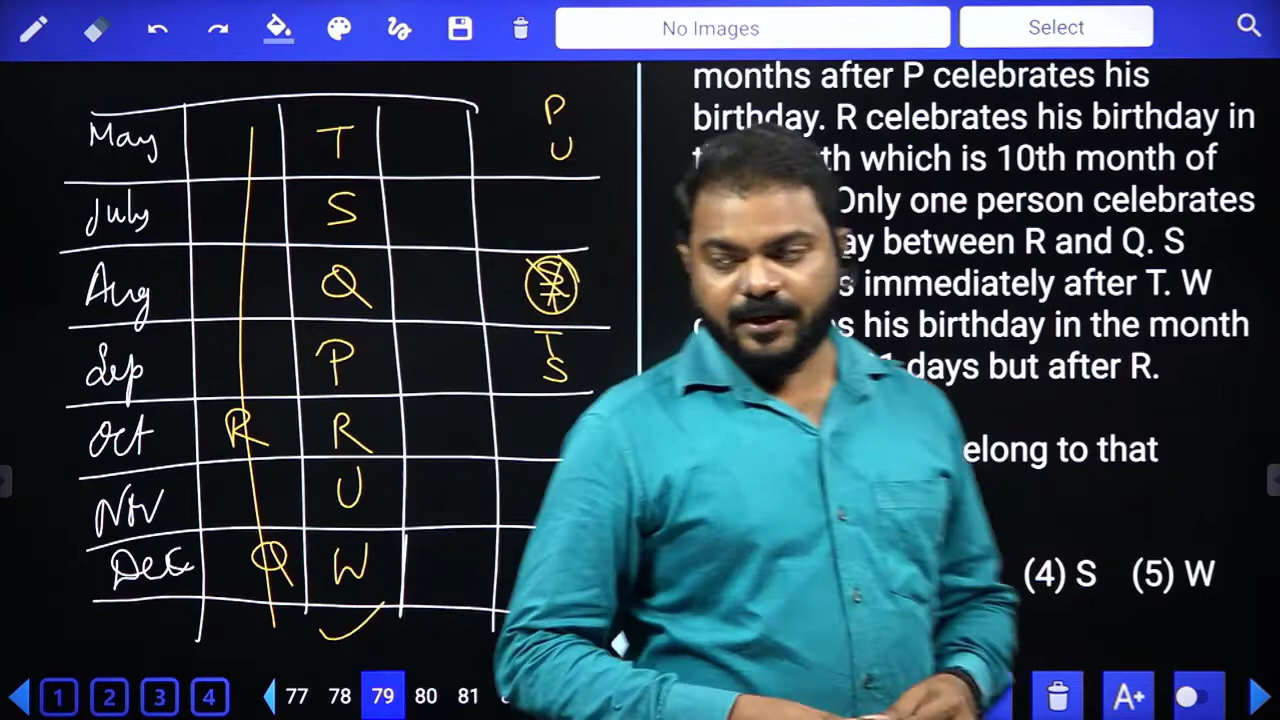 No Images
Select
months after P celebrates his
birthday. R celebrates his birthday in
which is 10th month of
Only one person celebrates
between R and Q. S
immediately after T. W
his birthday in the month
days but after R.
elong to that
(4) S (5) W
May T P
U
July S
Aug Q
Sep P T
S
Oct R R
Nov U
Dec Q W
1 2 3 4 77 78 79 80 81
A+